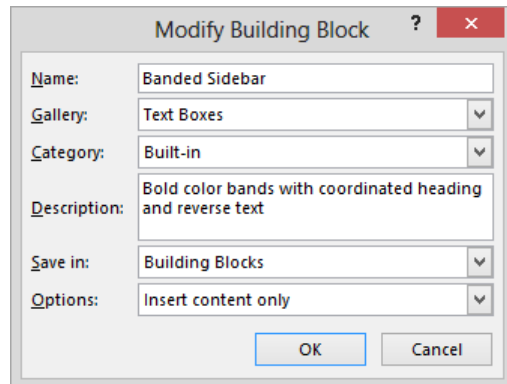 Modify Building Block ? ×
Name: Banded Sidebar
Gallery: Text Boxes
Category: Built-in
Description: Bold color bands with coordinated heading
and reverse text
Save in: Building Blocks
Options: Insert content only
OK Cancel